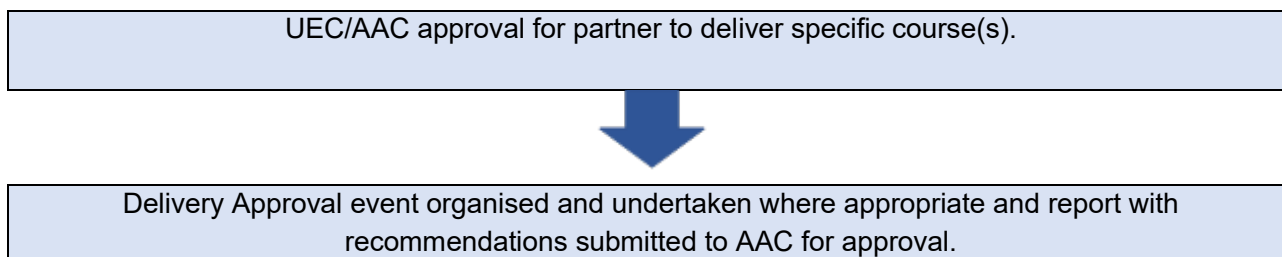 UEC/AAC approval for partner to deliver specific course(s).
Delivery Approval event organised and undertaken where appropriate and report with
recommendations submitted to AAC for approval.